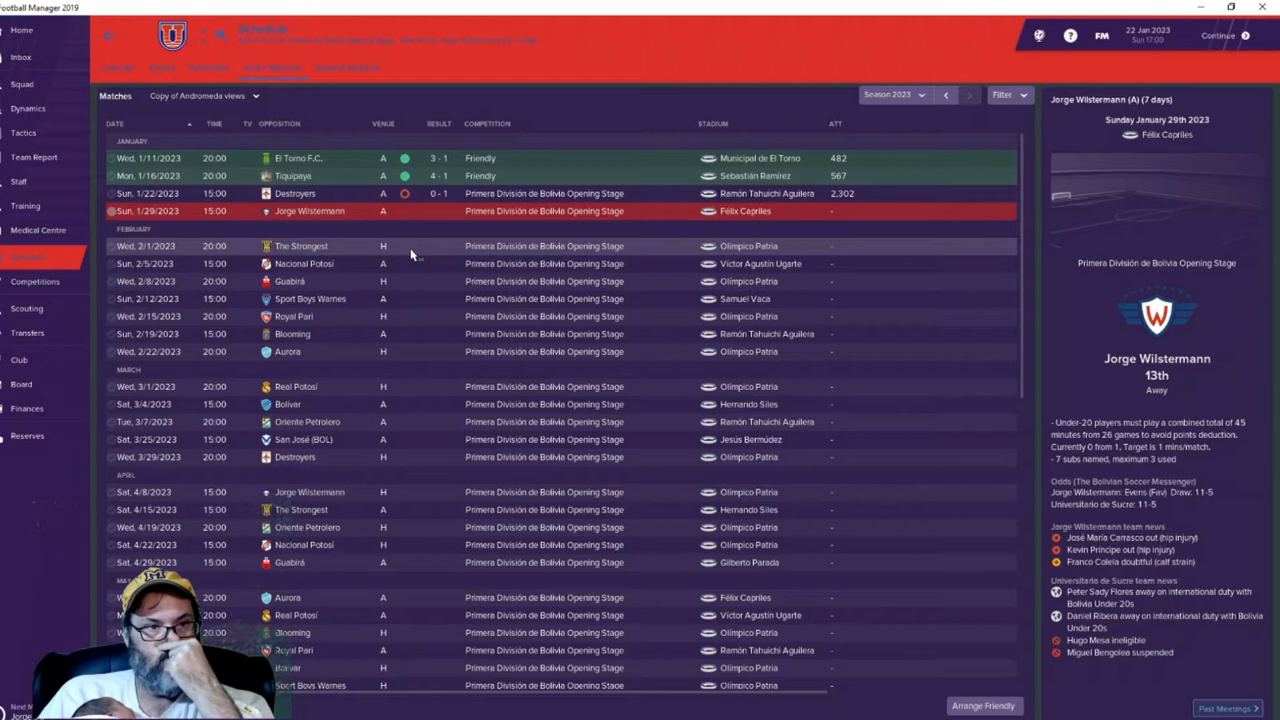 Football Manager 2019
Home
Inbox
Squad
Dynamics
Tactics
Team Report
Staff
Training
Medical Centre
Competitions
Scouting
Transfers
Club
Board
Finances
Reserves
22 Jan 2023
Sun 17:00
FM
Continue
Matches Copy of Andromeda views
Season 2023
Filter
DATE TIME TV OPPOSITION VENUE RESULT COMPETITION STADIUM ATT
JANUARY
Wed, 1/11/2023 20:00 El Torno F.C. A 3 - 1 Friendly Municipal de El Torno 482
Mon, 1/16/2023 20:00 Tiquipaya A 4 - 1 Friendly Sebastián Ramírez 567
Sun, 1/22/2023 15:00 Destroyers A 0 - 1 Primera División de Bolivia Opening Stage Ramón Tahuichi Aguilera 2,302
Sun, 1/29/2023 15:00 Jorge Wilstermann A Primera División de Bolivia Opening Stage Félix Capriles -
FEBRUARY
Wed, 2/1/2023 20:00 The Strongest H Primera División de Bolivia Opening Stage Olímpico Patria -
Sun, 2/5/2023 15:00 Nacional Potosí A Primera División de Bolivia Opening Stage Víctor Agustín Ugarte -
Wed, 2/8/2023 20:00 Guabirá H Primera División de Bolivia Opening Stage Olímpico Patria -
Sun, 2/12/2023 15:00 Sport Boys Warnes A Primera División de Bolivia Opening Stage Samuel Vaca -
Wed, 2/15/2023 20:00 Royal Pari H Primera División de Bolivia Opening Stage Olímpico Patria -
Sun, 2/19/2023 15:00 Blooming A Primera División de Bolivia Opening Stage Ramón Tahuichi Aguilera -
Wed, 2/22/2023 20:00 Aurora H Primera División de Bolivia Opening Stage Olímpico Patria -
MARCH
Wed, 3/1/2023 20:00 Real Potosí H Primera División de Bolivia Opening Stage Olímpico Patria -
Sat, 3/4/2023 15:00 Bolívar A Primera División de Bolivia Opening Stage Hernando Siles -
Tue, 3/7/2023 20:00 Oriente Petrolero A Primera División de Bolivia Opening Stage Ramón Tahuichi Aguilera -
Sat, 3/25/2023 15:00 San José (BOL) A Primera División de Bolivia Opening Stage Jesús Bermúdez -
Wed, 3/29/2023 20:00 Destroyers H Primera División de Bolivia Opening Stage Olímpico Patria -
APRIL
Sat, 4/8/2023 15:00 Jorge Wilstermann H Primera División de Bolivia Opening Stage Olímpico Patria -
Sat, 4/15/2023 15:00 The Strongest A Primera División de Bolivia Opening Stage Hernando Siles -
Wed, 4/19/2023 20:00 Oriente Petrolero H Primera División de Bolivia Opening Stage Olímpico Patria -
Sat, 4/22/2023 15:00 Nacional Potosí H Primera División de Bolivia Opening Stage Olímpico Patria -
Sat, 4/29/2023 15:00 Guabirá A Primera División de Bolivia Opening Stage Gilberto Parada -
Aurora A Primera División de Bolivia Opening Stage Félix Capriles -
Real Potosí A Primera División de Bolivia Opening Stage Víctor Agustín Ugarte -
Blooming H Primera División de Bolivia Opening Stage Olímpico Patria -
Royal Pari A Primera División de Bolivia Opening Stage Ramón Tahuichi Aguilera -
Bolívar H Primera División de Bolivia Opening Stage Olímpico Patria -
Sport Boys Warnes H Primera División de Bolivia Opening Stage Olímpico Patria -
Arrange Friendly
Jorge Wilstermann (A) (7 days)
Sunday January 29th 2023
Félix Capriles
Primera División de Bolivia Opening Stage
W
Jorge Wilstermann
13th
Away
- Under-20 players must play a combined total of 45
minutes from 26 games to avoid points deduction.
Currently 0 from 1. Target is 1 mins/match.
- 7 subs named, maximum 3 used
Odds (The Bolivian Soccer Messenger)
Jorge Wilstermann: Evens (Fav) Draw: 11-5
Universitario de Sucre: 11-5
Jorge Wilstermann team news
José María Carrasco out (hip injury)
Kevin Príncipe out (hip injury)
Franco Colela doubtful (calf strain)
Universitario de Sucre team news
Peter Sady Flores away on international duty with
Bolivia Under 20s
Daniel Ribera away on international duty with Bolivia
Under 20s
Hugo Mesa ineligible
Miguel Bengolea suspended
Past Meetings